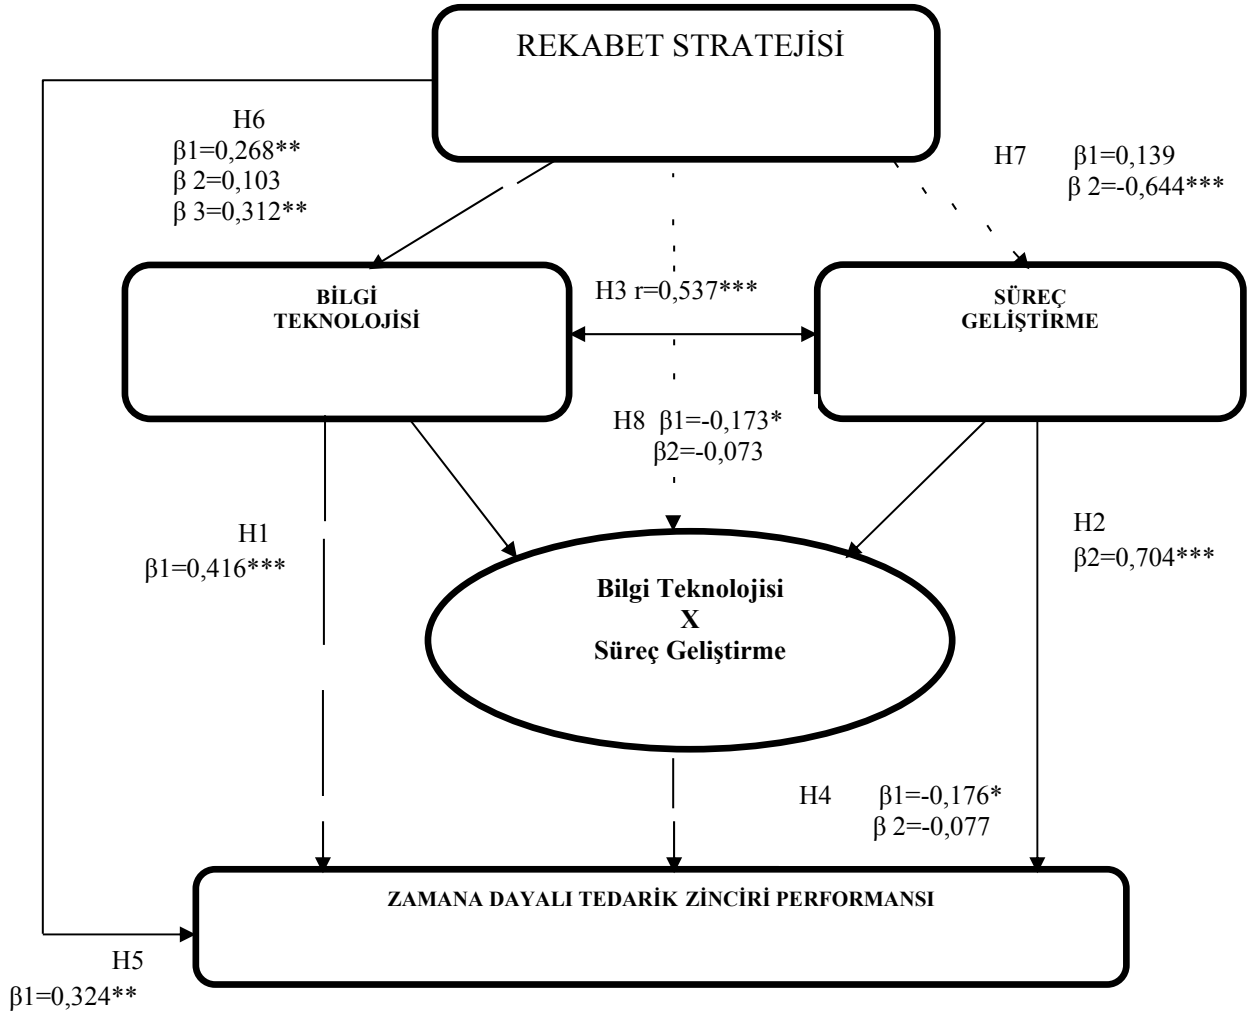 REKABET STRATEJİSİ
H6
β1=0,268**
β 2=0,103
β 3=0,312**
H7 β1=0,139
β 2=-0,644***
BİLGİ
TEKNOLOJİSİ
H3 r=0,537***
SÜREÇ
GELİŞTİRME
H8 β1=-0,173*
β2=-0,073
H1
β1=0,416***
H2
β2=0,704***
Bilgi Teknolojisi
X
Süreç Geliştirme
H4 β1=-0,176*
β 2=-0,077
ZAMANA DAYALI TEDARİK ZİNCİRİ PERFORMANSI
H5
β1=0,324**